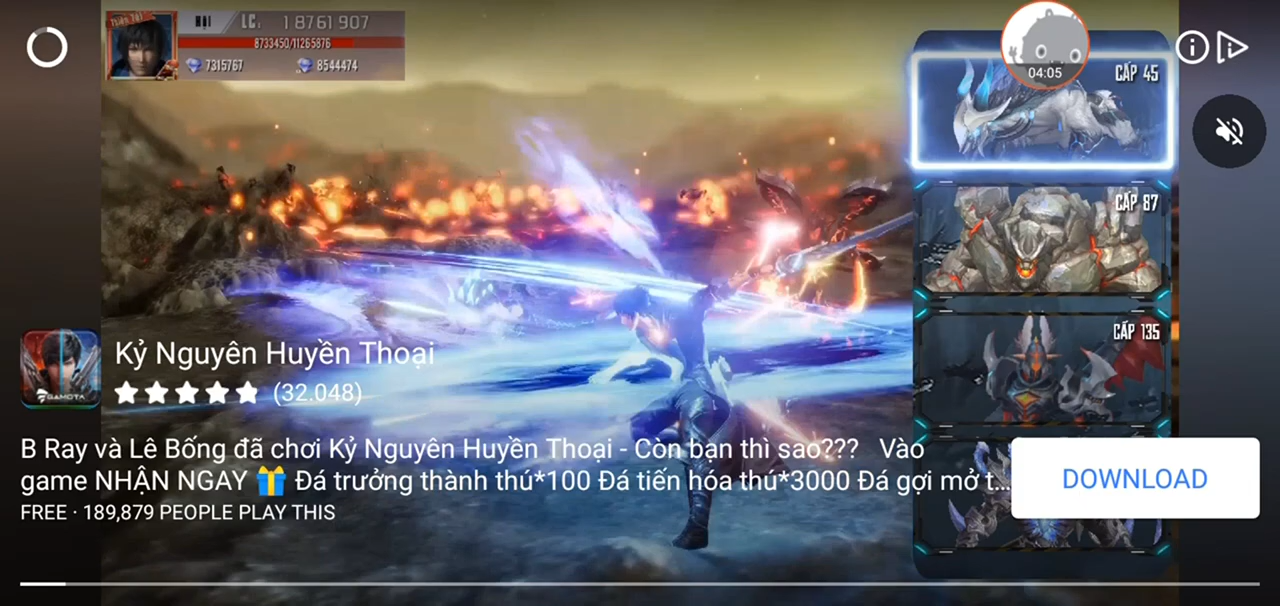 LC: 18761907
8733450/11265876
7315767
8544474
04:05
CẤP 45
CẤP 87
CẤP 135
GAMOTA
Kỷ Nguyên Huyền Thoại
(32.048)
B Ray và Lê Bống đã chơi Kỷ Nguyên Huyền Thoại - Còn bạn thì sao??? Vào
game NHẬN NGAY 🎁 Đá trưởng thành thú*100 Đá tiến hóa thú*3000 Đá gợi mở t...
DOWNLOAD
FREE · 189,879 PEOPLE PLAY THIS